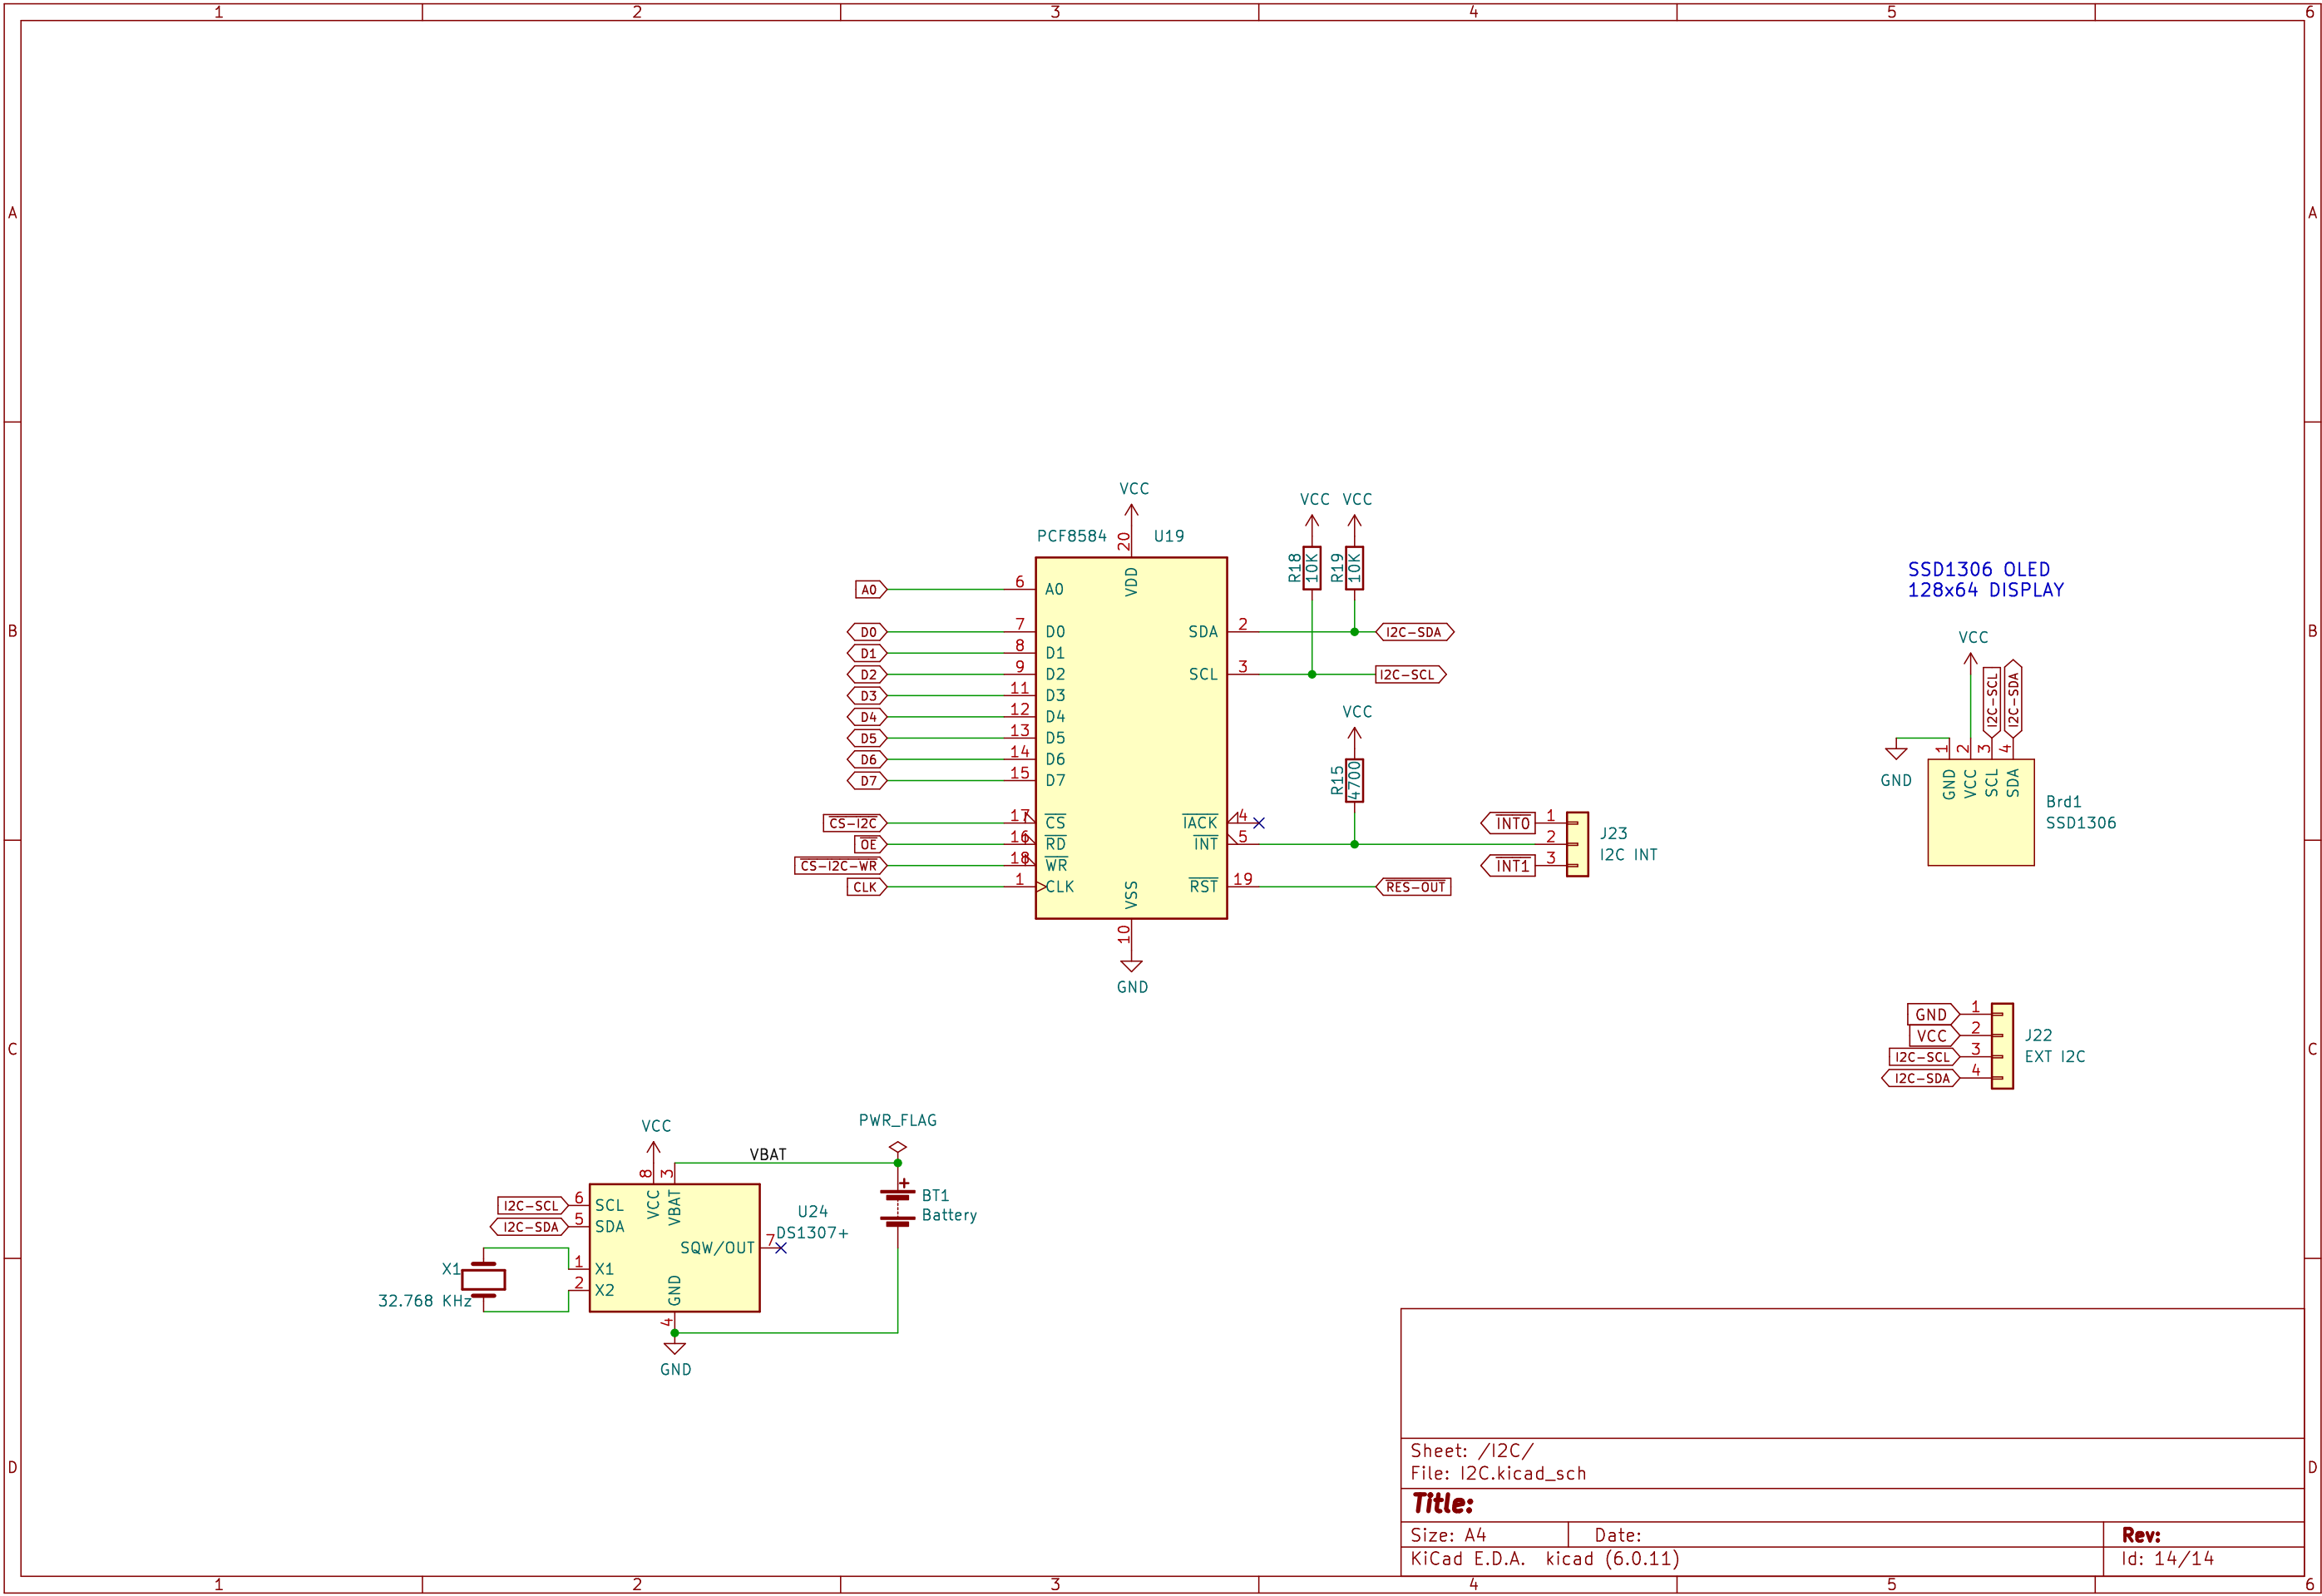 1 2 3 4 5 6
A A
B B
C C
D D
VCC
PCF8584 U19
20
VDD
6 A0
7 D0
8 D1
9 D2
11 D3
12 D4
13 D5
14 D6
15 D7
17 CS
16 RD
18 WR
1 CLK
A0
D0
D1
D2
D3
D4
D5
D6
D7
CS-I2C
OE
CS-I2C-WR
CLK
SDA 2
SCL 3
IACK 4
INT 5
RST 19
VSS
10
GND
VCC VCC
R18 10K
R19 10K
I2C-SDA
I2C-SCL
VCC
R15 4700
RES-OUT
INT0 1
2
INT1 3
J23
I2C INT
SSD1306 OLED
128x64 DISPLAY
VCC
I2C-SCL
I2C-SDA
GND
1 2 3 4
GND VCC SCL SDA
Brd1
SSD1306
GND 1
VCC 2
I2C-SCL 3
I2C-SDA 4
J22
EXT I2C
PWR_FLAG
VCC
VBAT
8 3
VCC VBAT
I2C-SCL 6 SCL
I2C-SDA 5 SDA
1 X1
2 X2
SQW/OUT 7
GND
4
GND
U24
DS1307+
X1
32.768 KHz
+
BT1
Battery
Sheet: /I2C/
File: I2C.kicad_sch
Title:
Size: A4 Date: Rev:
KiCad E.D.A. kicad (6.0.11) Id: 14/14
1 2 3 4 5 6